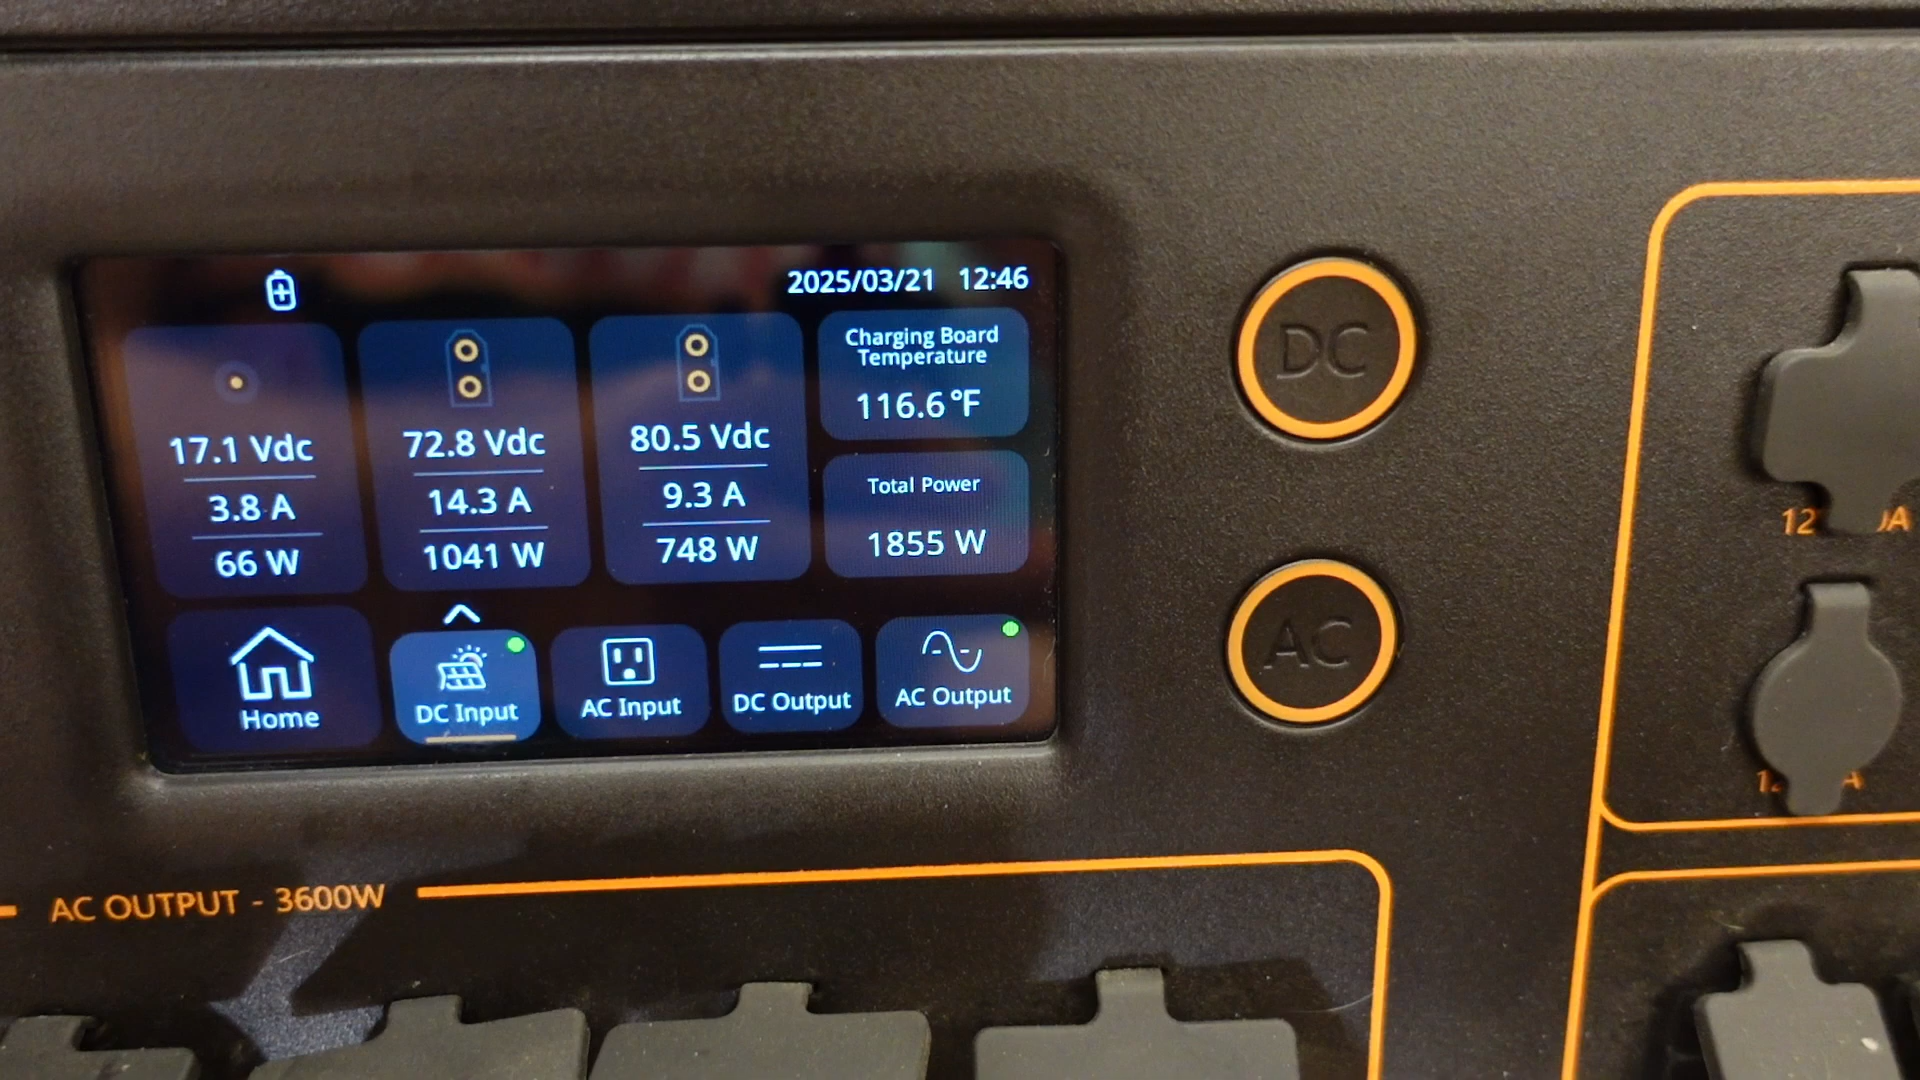 2025/03/21 12:46
17.1 Vdc
3.8 A
66 W
72.8 Vdc
14.3 A
1041 W
80.5 Vdc
9.3 A
748 W
Charging Board
Temperature
116.6°F
Total Power
1855 W
Home
DC Input
AC Input
DC Output
AC Output
DC
AC
AC OUTPUT - 3600W